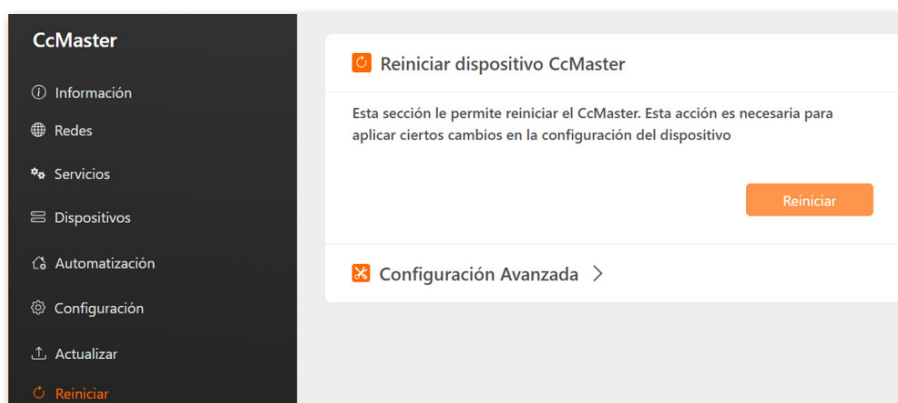 CcMaster
Información
Redes
Servicios
Dispositivos
Automatización
Configuración
Actualizar
Reiniciar
Reiniciar dispositivo CcMaster
Esta sección le permite reiniciar el CcMaster. Esta acción es necesaria para
aplicar ciertos cambios en la configuración del dispositivo
Reiniciar
Configuración Avanzada